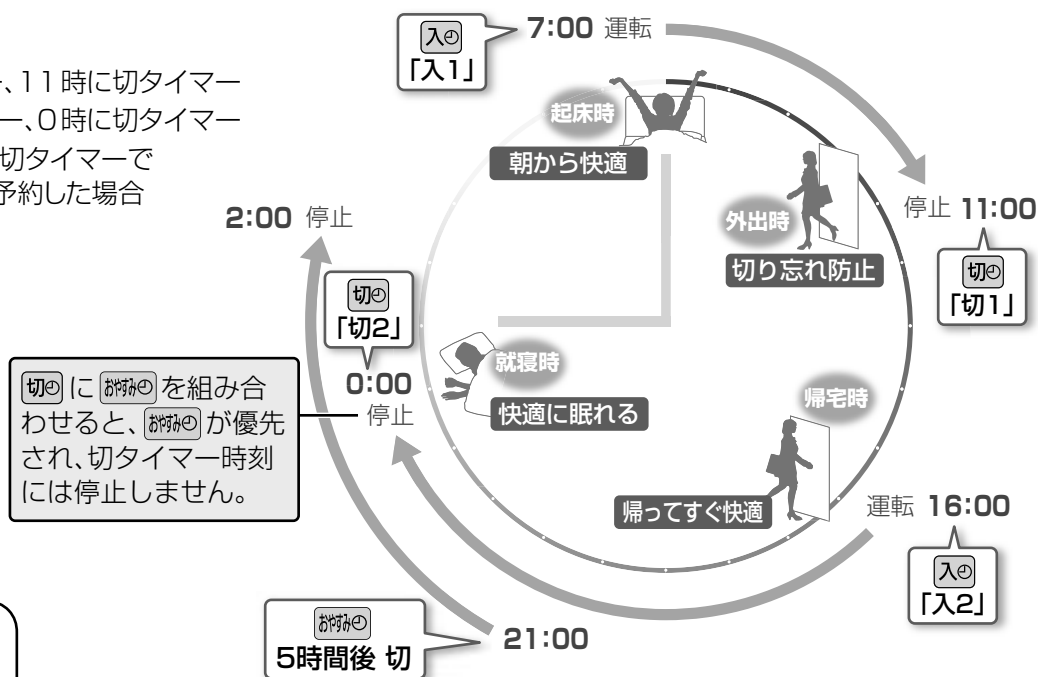 、11時に切タイマー
ー、0時に切タイマー
切タイマーで
予約した場合
入
「入1」
7:00 運転
起床時
朝から快適
外出時
切り忘れ防止
停止 11:00
切
「切1」
2:00 停止
切
「切2」
0:00
停止
就寝時
快適に眠れる
切 に おやすみ を組み合
わせると、 おやすみ が優先
され、切タイマー時刻
には停止しません。
帰宅時
帰ってすぐ快適
運転 16:00
入
「入2」
21:00
おやすみ
5時間後 切